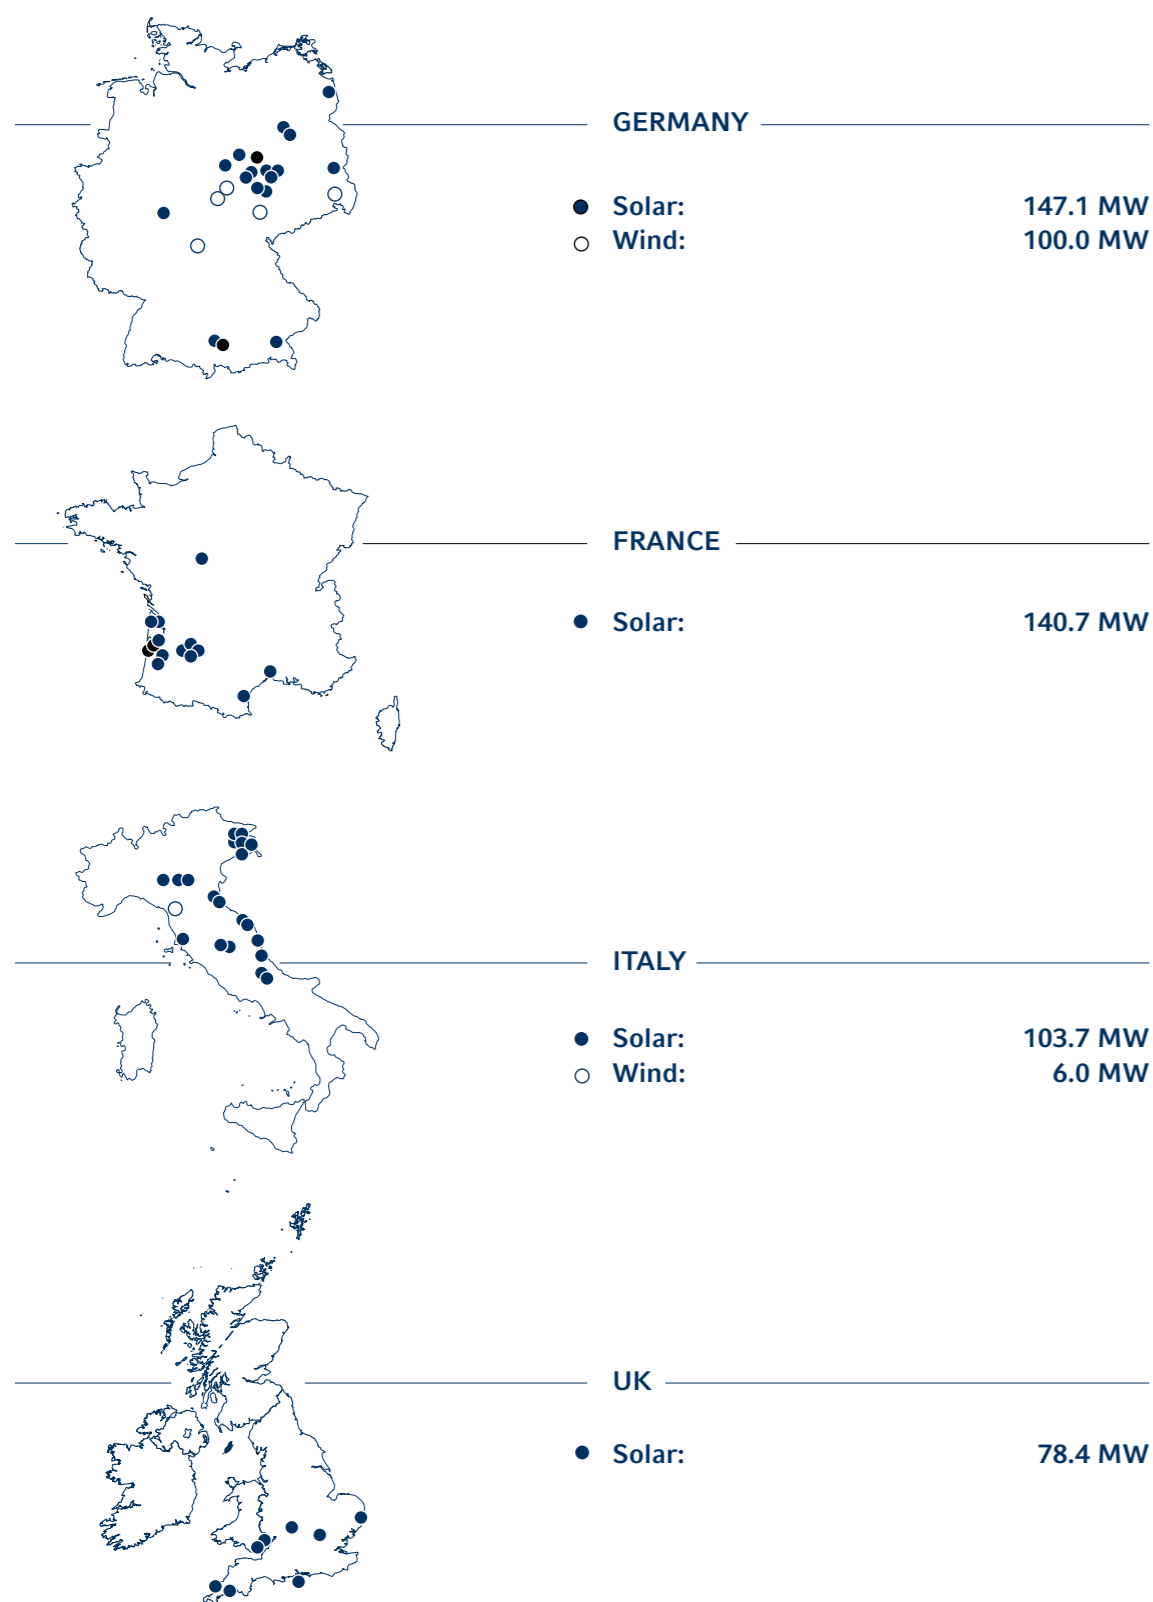 GERMANY
Solar: 147.1 MW
Wind: 100.0 MW
FRANCE
Solar: 140.7 MW
ITALY
Solar: 103.7 MW
Wind: 6.0 MW
UK
Solar: 78.4 MW